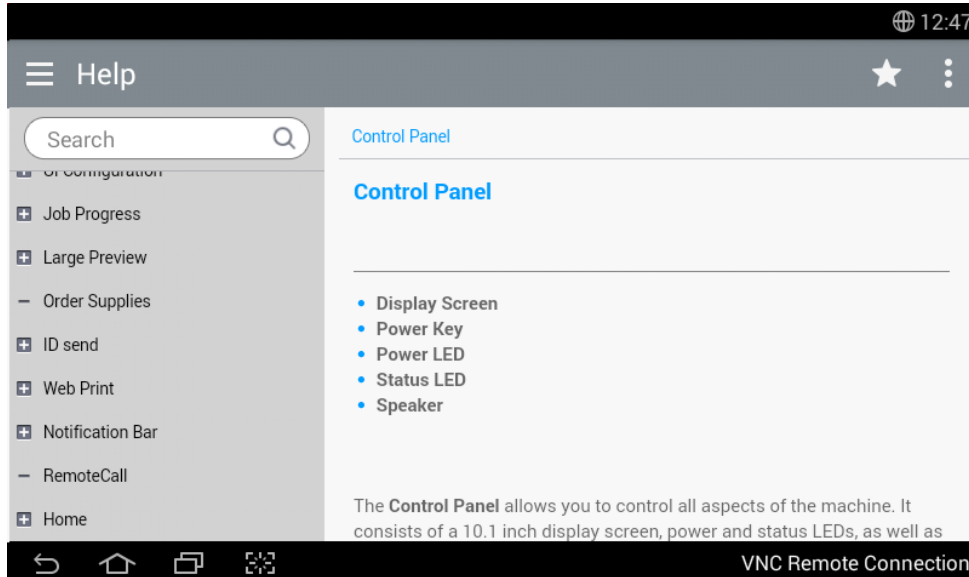 12:47
Help
Search
Control Panel
UI Configuration
Job Progress
Large Preview
Order Supplies
ID send
Web Print
Notification Bar
RemoteCall
Home
Control Panel
Display Screen
Power Key
Power LED
Status LED
Speaker
The Control Panel allows you to control all aspects of the machine. It
consists of a 10.1 inch display screen, power and status LEDs, as well as
VNC Remote Connection